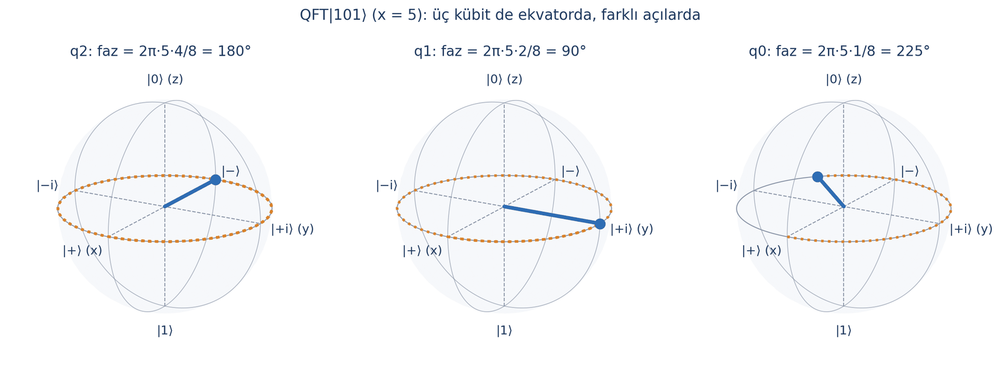 QFT|101⟩ (x = 5): üç kübit de ekvatorda, farklı açılarda
q2: faz = 2π·5·4/8 = 180°
|0⟩ (z)
|−⟩
|−i⟩
|+i⟩ (y)
|+⟩ (x)
|1⟩
q1: faz = 2π·5·2/8 = 90°
|0⟩ (z)
|−⟩
|−i⟩
|+i⟩ (y)
|+⟩ (x)
|1⟩
q0: faz = 2π·5·1/8 = 225°
|0⟩ (z)
|−⟩
|−i⟩
|+i⟩ (y)
|+⟩ (x)
|1⟩